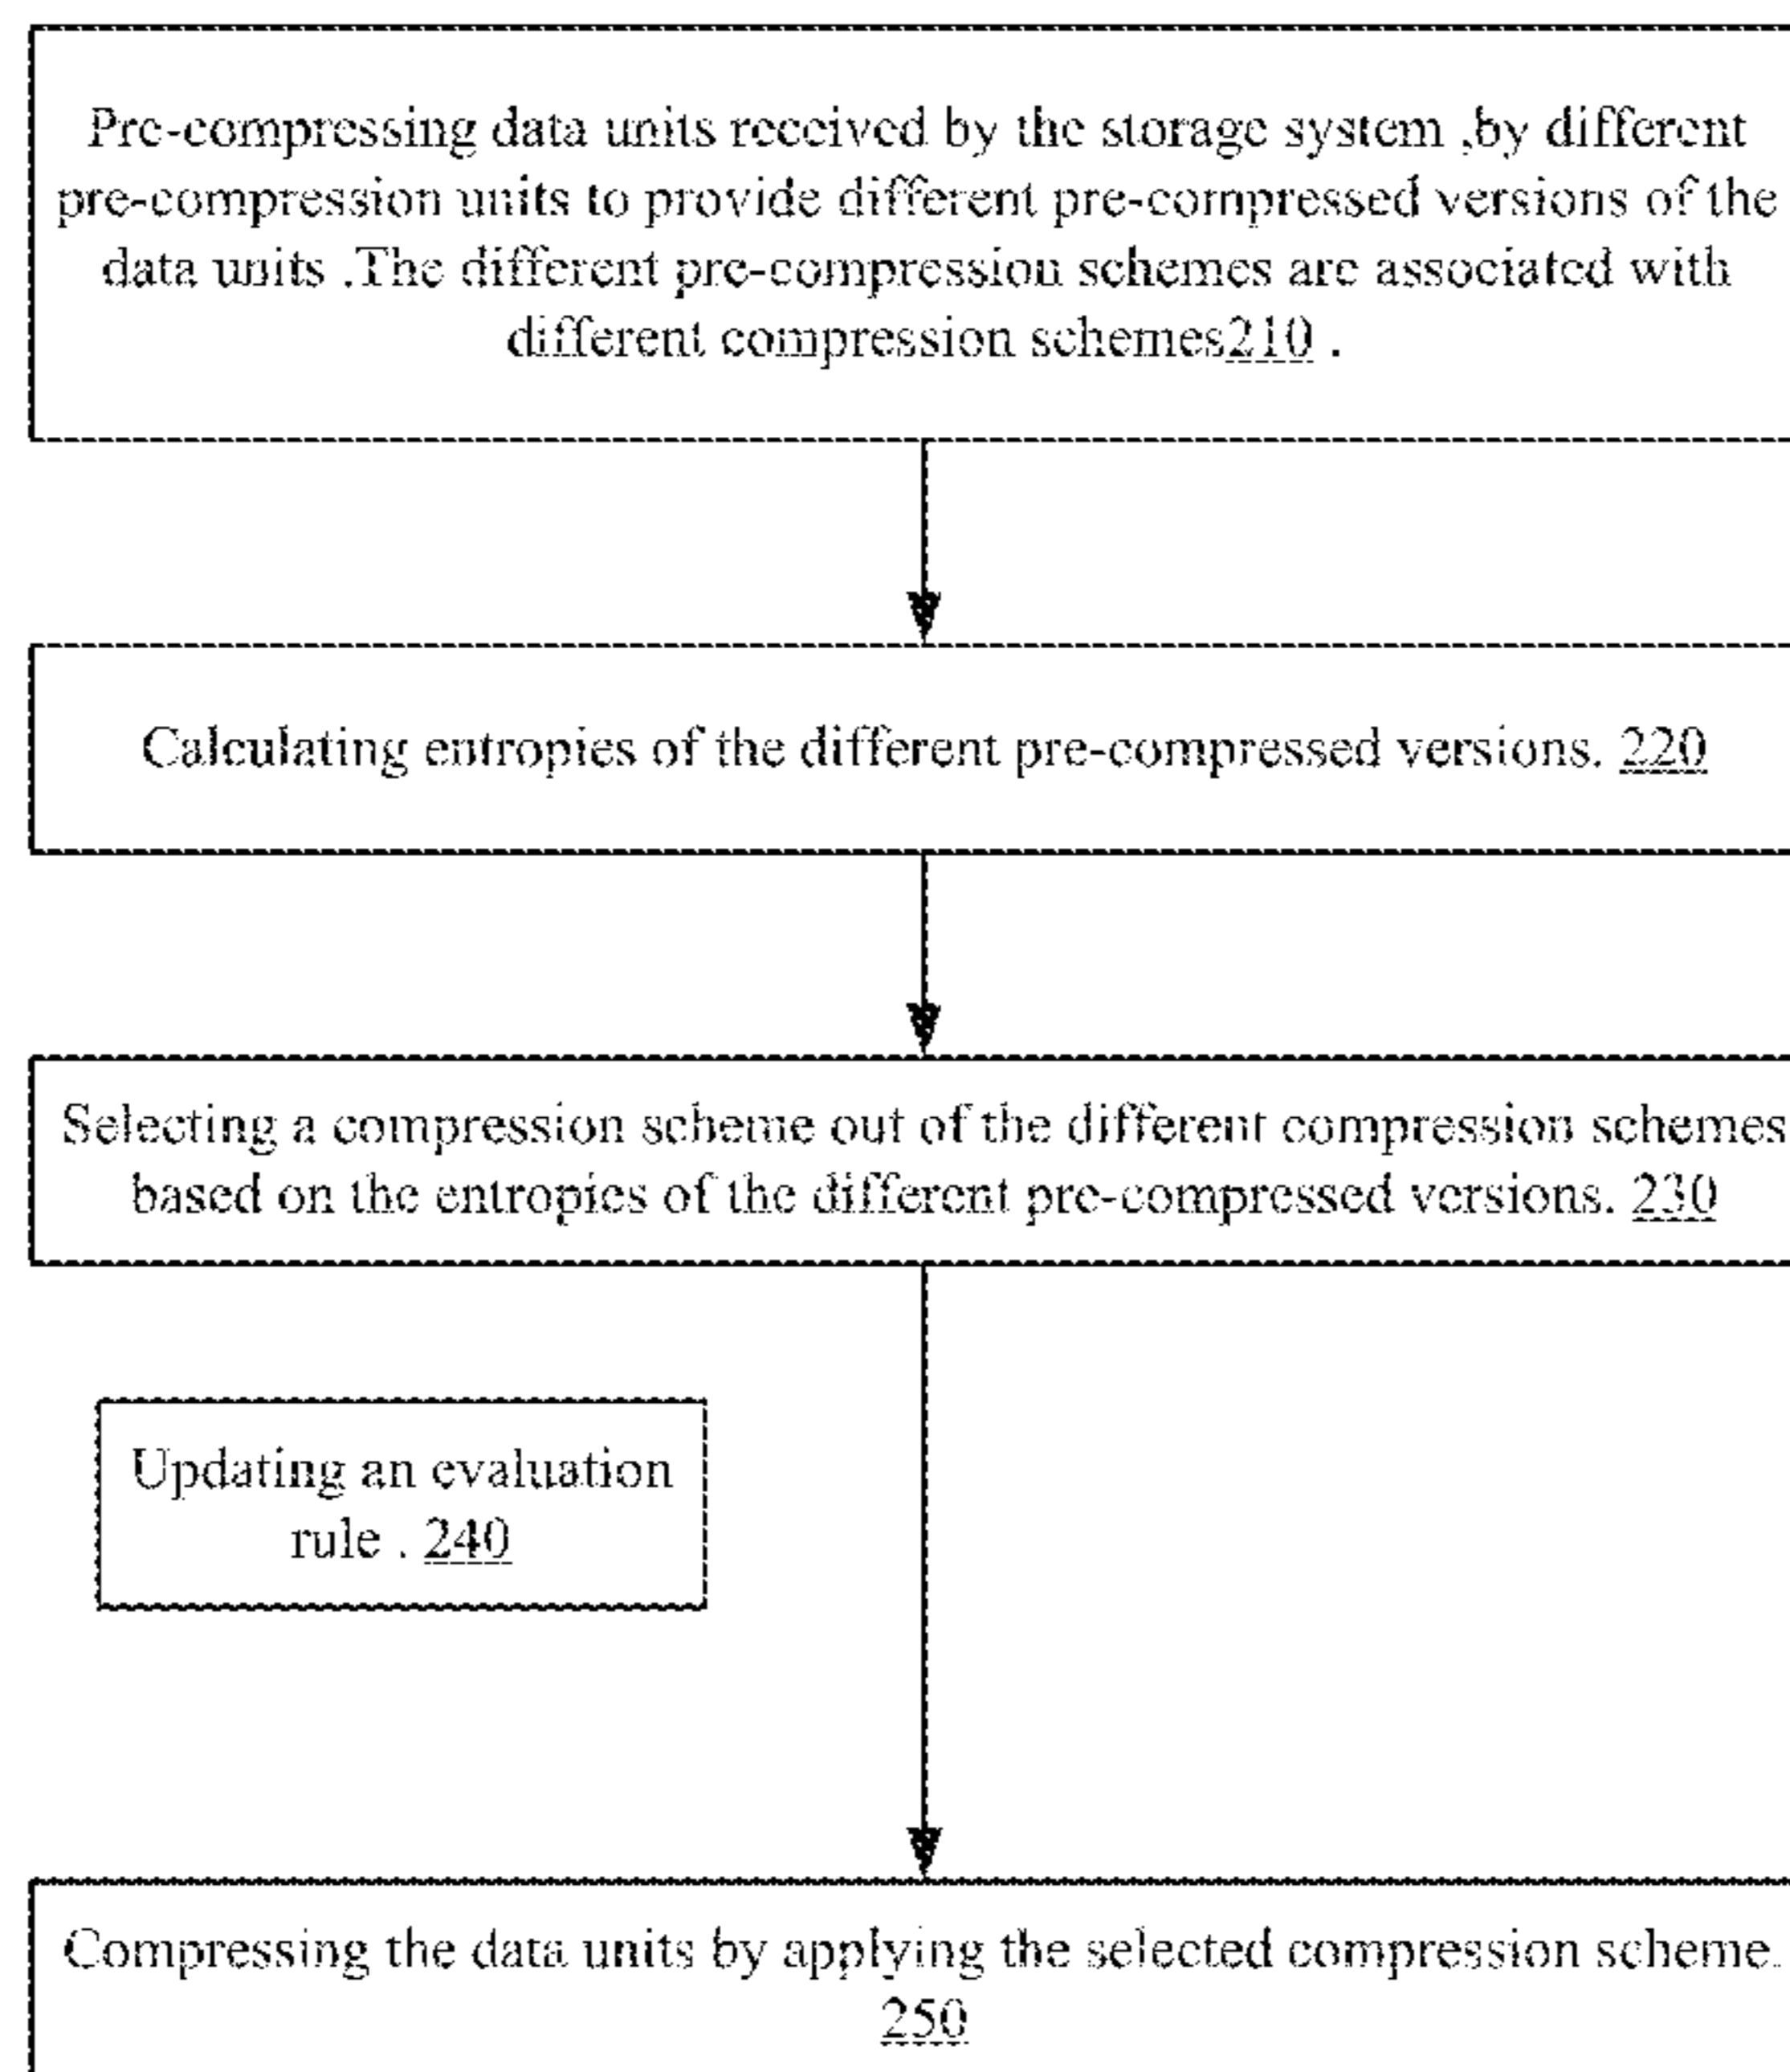 Pre-compressing data units received by the storage system ,by different
pre-compression units to provide different pre-compressed versions of the
data units .The different pre-compression schemes are associated with
different compression schemes210 .
Calculating entropies of the different pre-compressed versions. 220
Selecting a compression scheme out of the different compression schemes
based on the entropies of the different pre-compressed versions. 230
Updating an evaluation
rule . 240
Compressing the data units by applying the selected compression scheme.
250